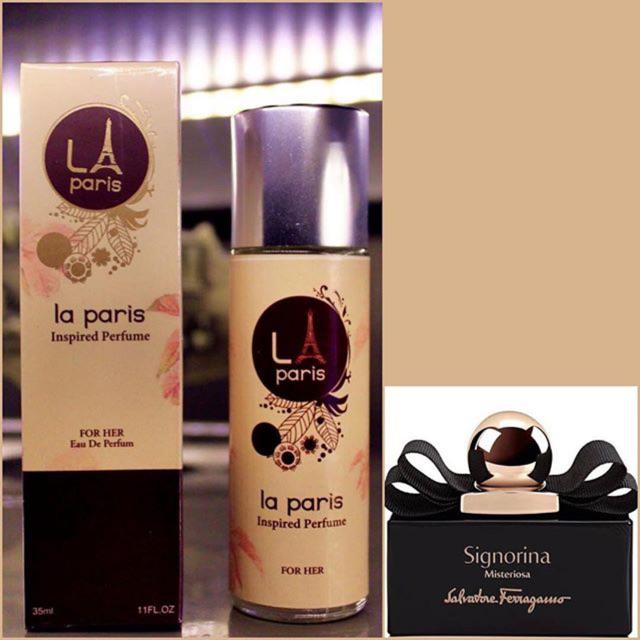 LA
paris
la paris
Inspired Perfume
FOR HER
Eau De Perfum
35ml 11FL.OZ
LA
paris
la paris
Inspired Perfume
FOR HER
Signorina
Misteriosa
Salvatore Ferragamo